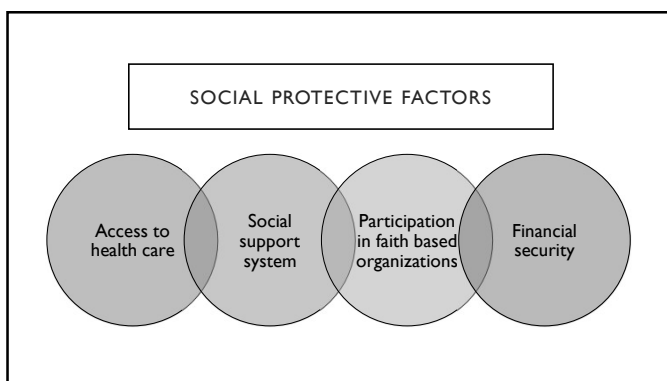 SOCIAL PROTECTIVE FACTORS
Access to
health care
Social
support
system
Participation
in faith based
organizations
Financial
security